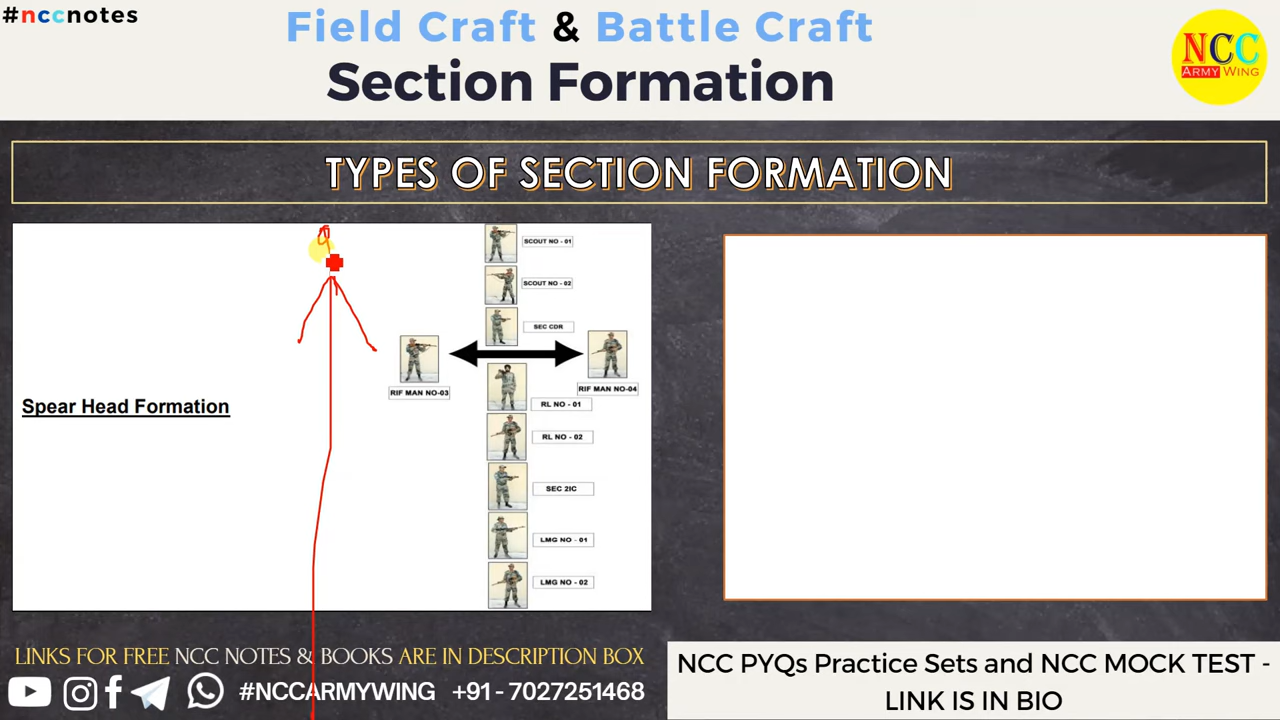 #nccnotes
Field Craft & Battle Craft
Section Formation
NCC
ARMY WING
TYPES OF SECTION FORMATION
SCOUT NO - 01
SCOUT NO - 02
SEC CDR
RIF MAN NO-03
RIF MAN NO-04
RL NO - 01
Spear Head Formation
RL NO - 02
SEC 2IC
LMG NO - 01
LMG NO - 02
LINKS FOR FREE NCC NOTES & BOOKS ARE IN DESCRIPTION BOX
#NCCARMYWING +91 - 7027251468
NCC PYQs Practice Sets and NCC MOCK TEST -
LINK IS IN BIO